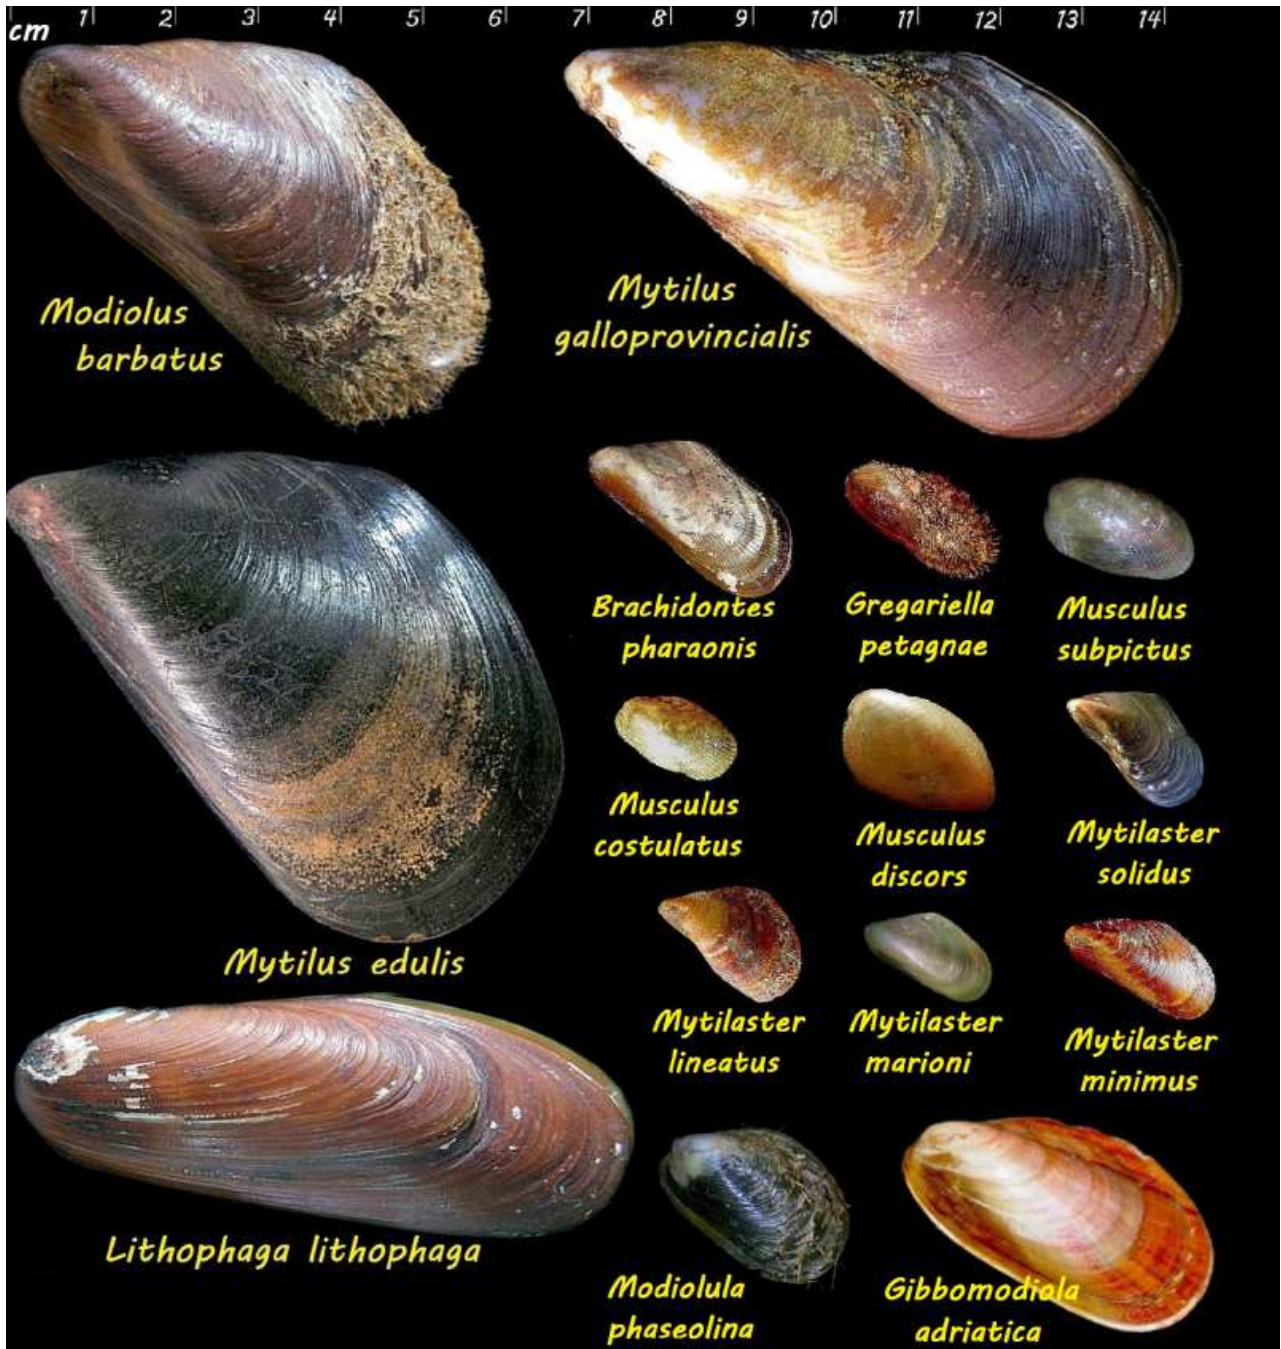 cm 1 2 3 4 5 6 7 8 9 10 11 12 13 14
Modiolus
barbatus
Mytilus
galloprovincialis
Brachidontes
pharaonis
Gregariella
petagnae
Musculus
subpictus
Musculus
costulatus
Musculus
discors
Mytilaster
solidus
Mytilus edulis
Mytilaster
lineatus
Mytilaster
marioni
Mytilaster
minimus
Lithophaga lithophaga
Modiolula
phaseolina
Gibbomodiola
adriatica